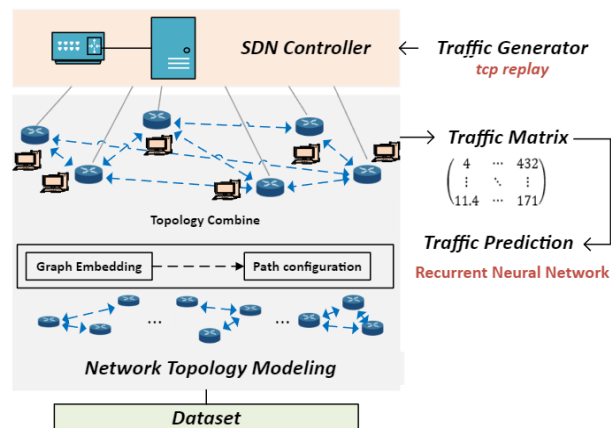 SDN Controller
Traffic Generator
tcp replay
Traffic Matrix
4 ⋯ 432
⋮ ⋱ ⋮
11.4 ⋯ 171
Topology Combine
Traffic Prediction
Recurrent Neural Network
Graph Embedding
Path configuration
... ...
Network Topology Modeling
Dataset